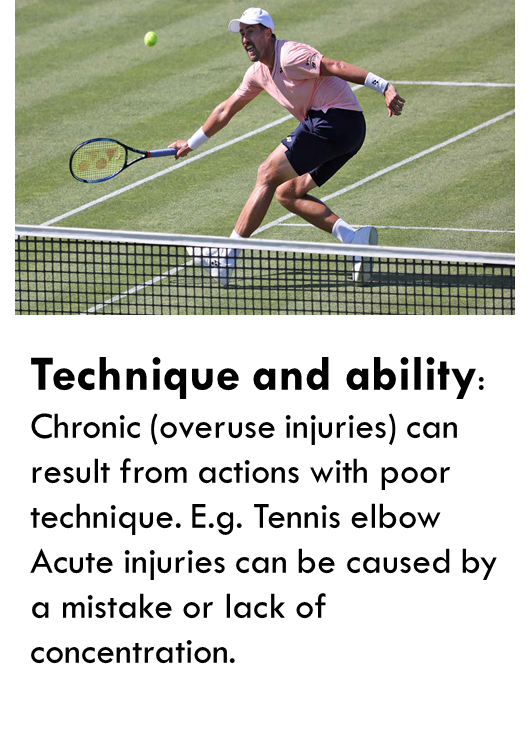 Technique and ability:
Chronic (overuse injuries) can
result from actions with poor
technique. E.g. Tennis elbow
Acute injuries can be caused by
a mistake or lack of
concentration.